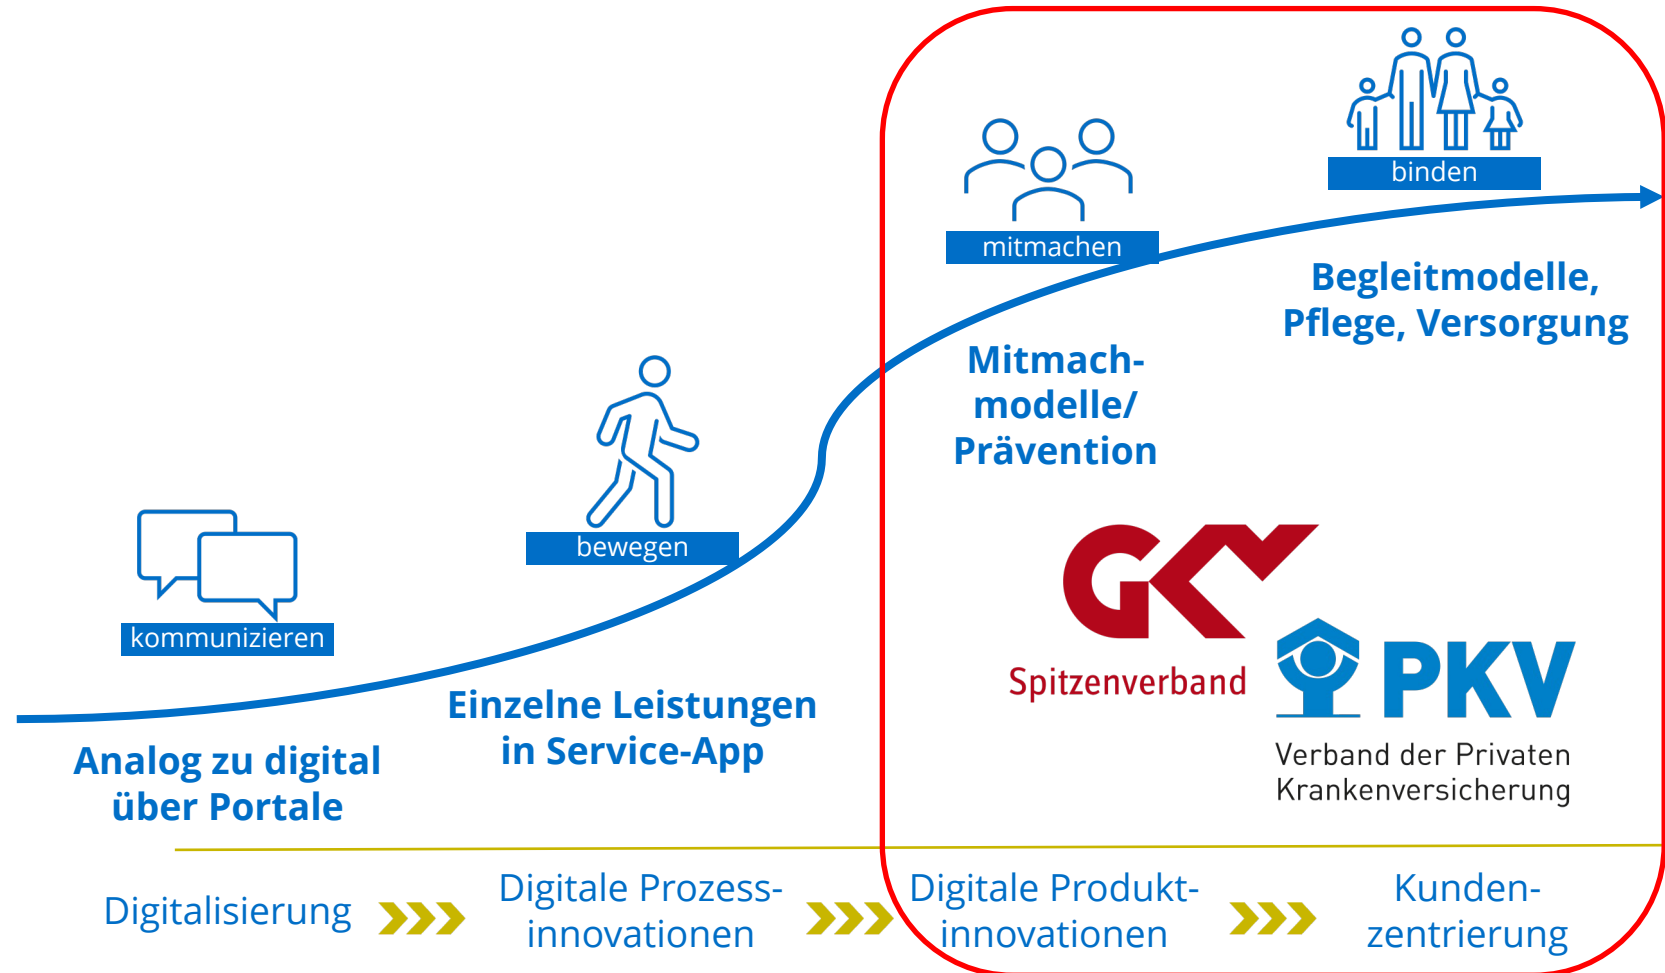 binden
mitmachen
Begleitmodelle,
Pflege, Versorgung
Mitmach-
modelle/
Prävention
bewegen
kommunizieren
GKV
Spitzenverband
PKV
Verband der Privaten
Krankenversicherung
Einzelne Leistungen
in Service-App
Analog zu digital
über Portale
Digitalisierung
Digitale Prozess-
innovationen
Digitale Produkt-
innovationen
Kunden-
zentrierung